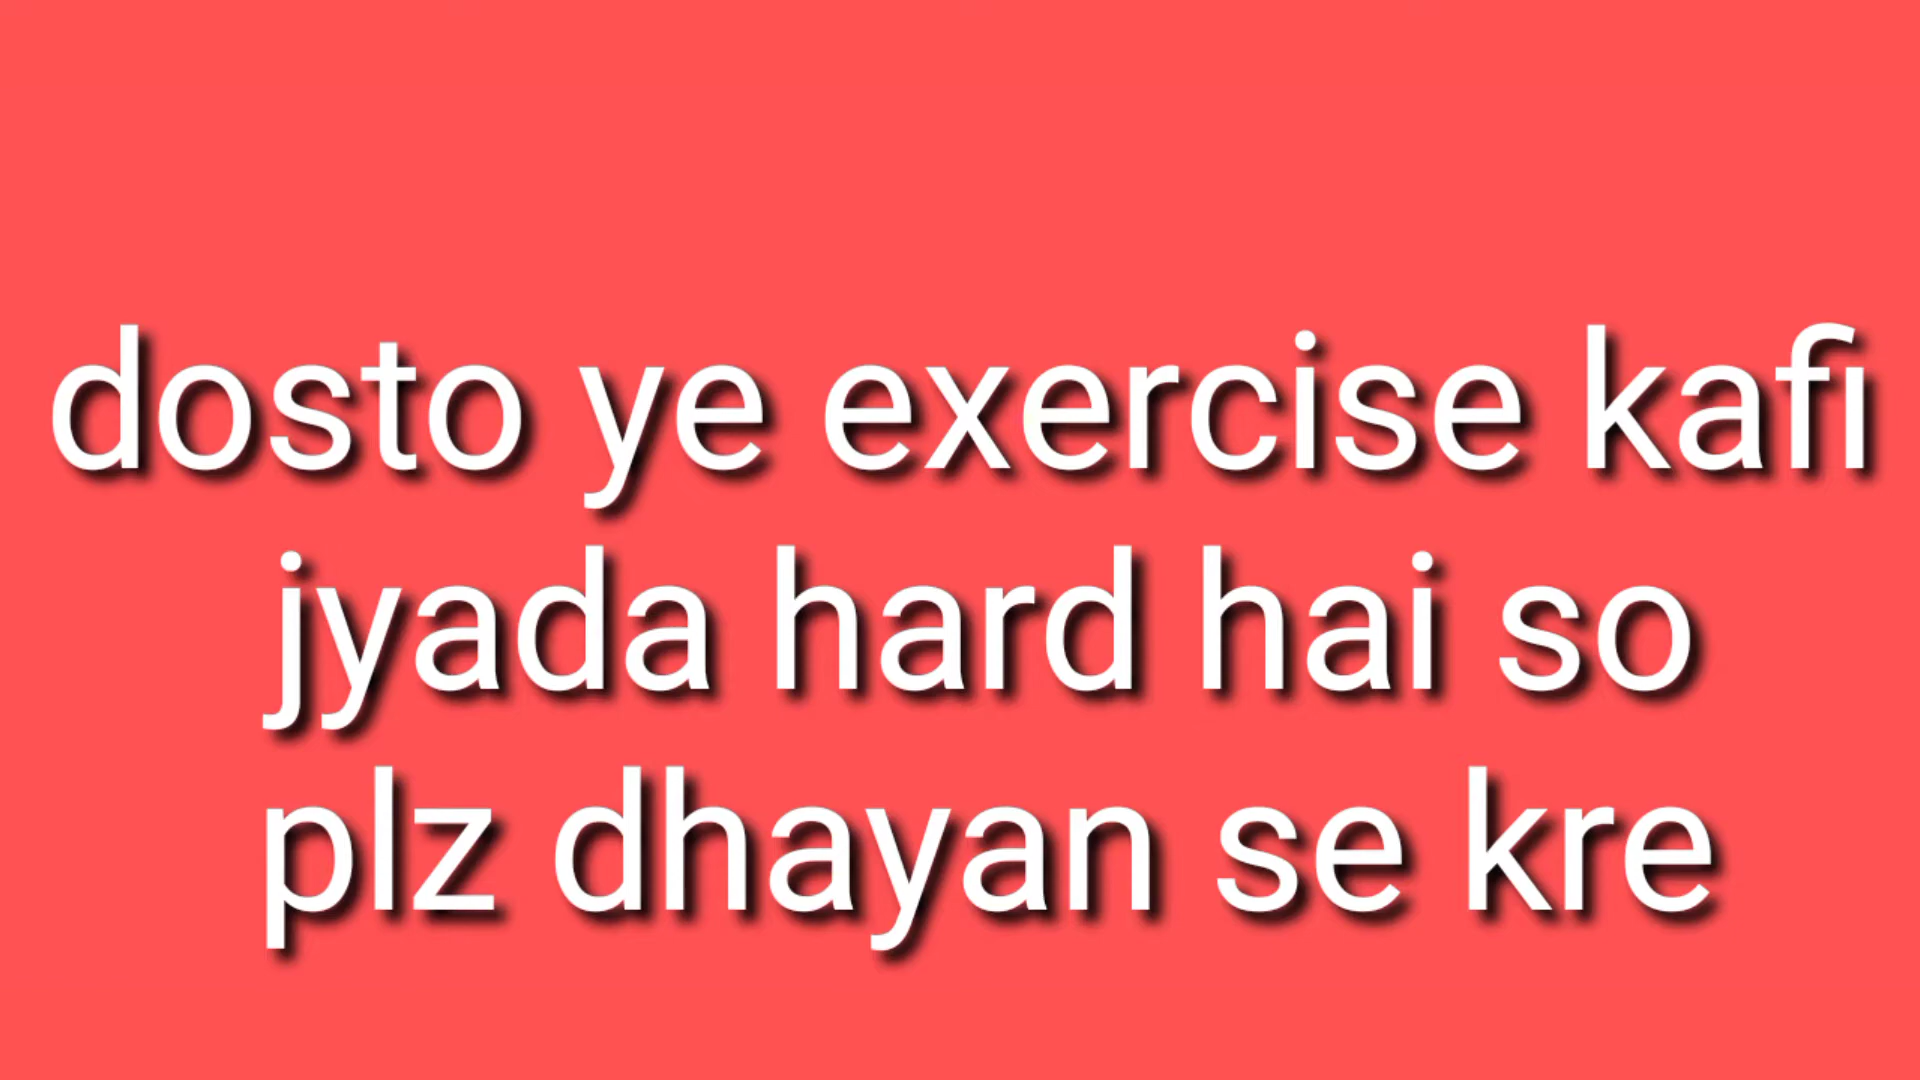 dosto ye exercise kafi
jyada hard hai so
plz dhayan se kre